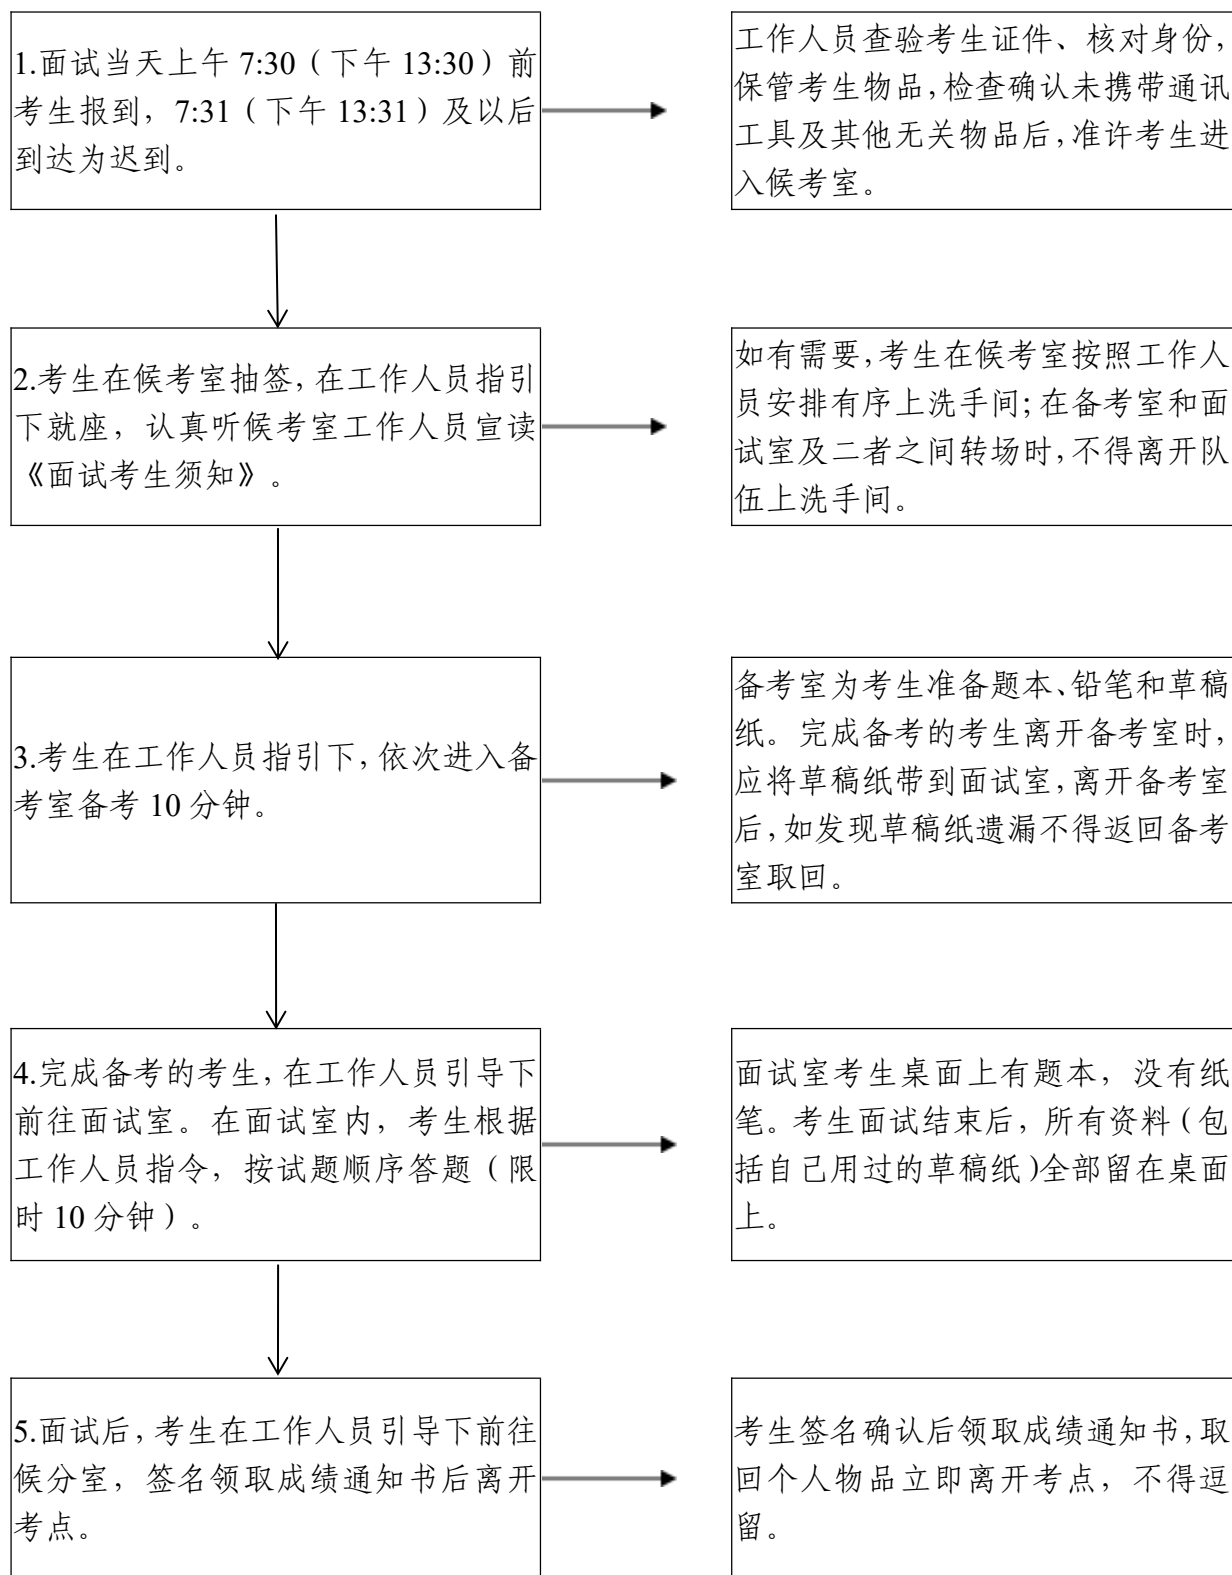 1.面试当天上午 7:30（下午 13:30）前
考生报到，7:31（下午 13:31）及以后
到达为迟到。
工作人员查验考生证件、核对身份，
保管考生物品，检查确认未携带通讯
工具及其他无关物品后，准许考生进
入候考室。
2.考生在候考室抽签，在工作人员指引
下就座，认真听候考室工作人员宣读
《面试考生须知》。
如有需要，考生在候考室按照工作人
员安排有序上洗手间；在备考室和面
试室及二者之间转场时，不得离开队
伍上洗手间。
3.考生在工作人员指引下，依次进入备
考室备考 10 分钟。
备考室为考生准备题本、铅笔和草稿
纸。完成备考的考生离开备考室时，
应将草稿纸带到面试室，离开备考室
后，如发现草稿纸遗漏不得返回备考
室取回。
4.完成备考的考生，在工作人员引导下
前往面试室。在面试室内，考生根据
工作人员指令，按试题顺序答题（限
时 10 分钟）。
面试室考生桌面上有题本，没有纸
笔。考生面试结束后，所有资料（包
括自己用过的草稿纸）全部留在桌面
上。
5.面试后，考生在工作人员引导下前往
候分室，签名领取成绩通知书后离开
考点。
考生签名确认后领取成绩通知书，取
回个人物品立即离开考点，不得逗
留。